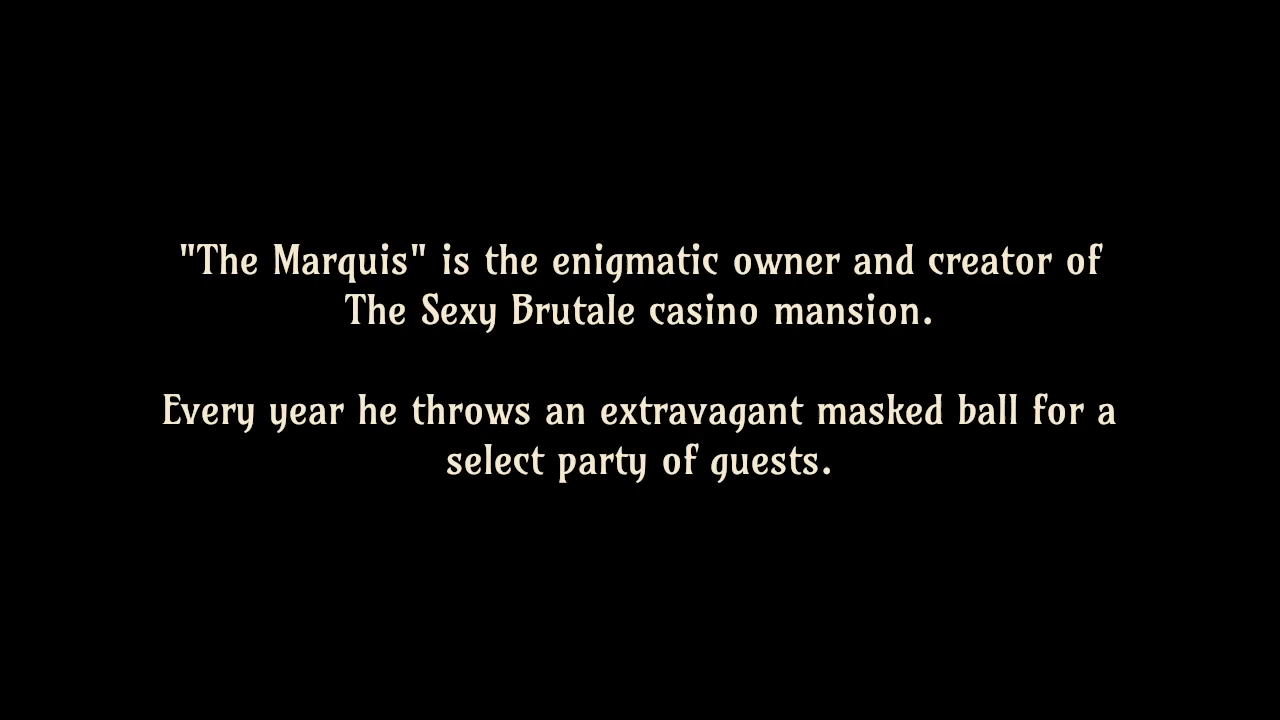 "The Marquis" is the enigmatic owner and creator of
The Sexy Brutale casino mansion.
Every year he throws an extravagant masked ball for a
select party of guests.